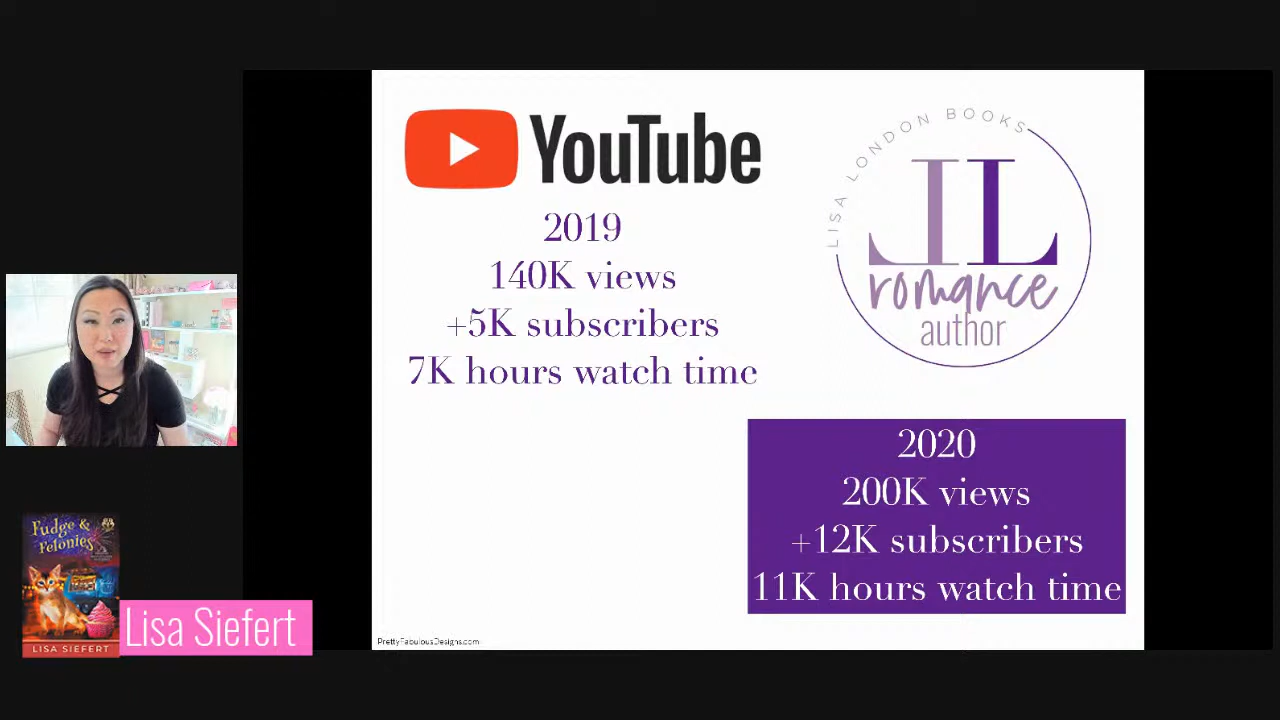 YouTube
LISA LONDON BOOKS
LL
romance
author
2019
140K views
+5K subscribers
7K hours watch time
2020
200K views
+12K subscribers
11K hours watch time
PrettyFabulousDesigns.com
Fudge &
Felonies
LISA SIEFERT
Lisa Siefert